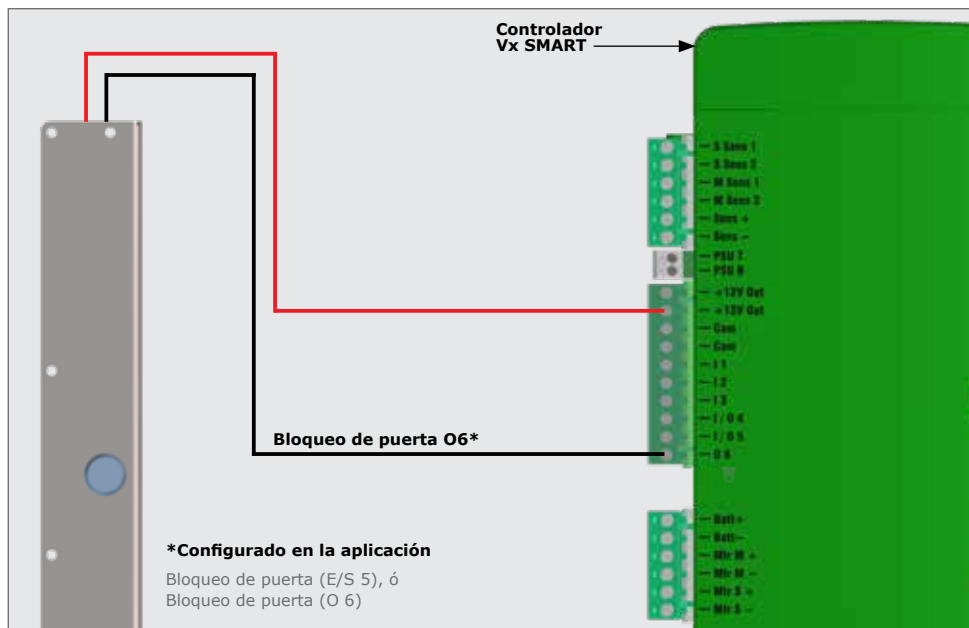 Controlador
Vx SMART
S Sens 1
S Sens 2
M Sens 1
M Sens 2
Sens +
Sens –
PSU T
PSU N
+12V Out
+12V Out
Com
Com
I 1
I 2
I 3
I / O 4
I / O 5
O 6
Bloqueo de puerta O6*
Batt+
Batt–
Mtr M +
Mtr M –
Mtr S +
Mtr S –
*Configurado en la aplicación
Bloqueo de puerta (E/S 5), ó
Bloqueo de puerta (O 6)